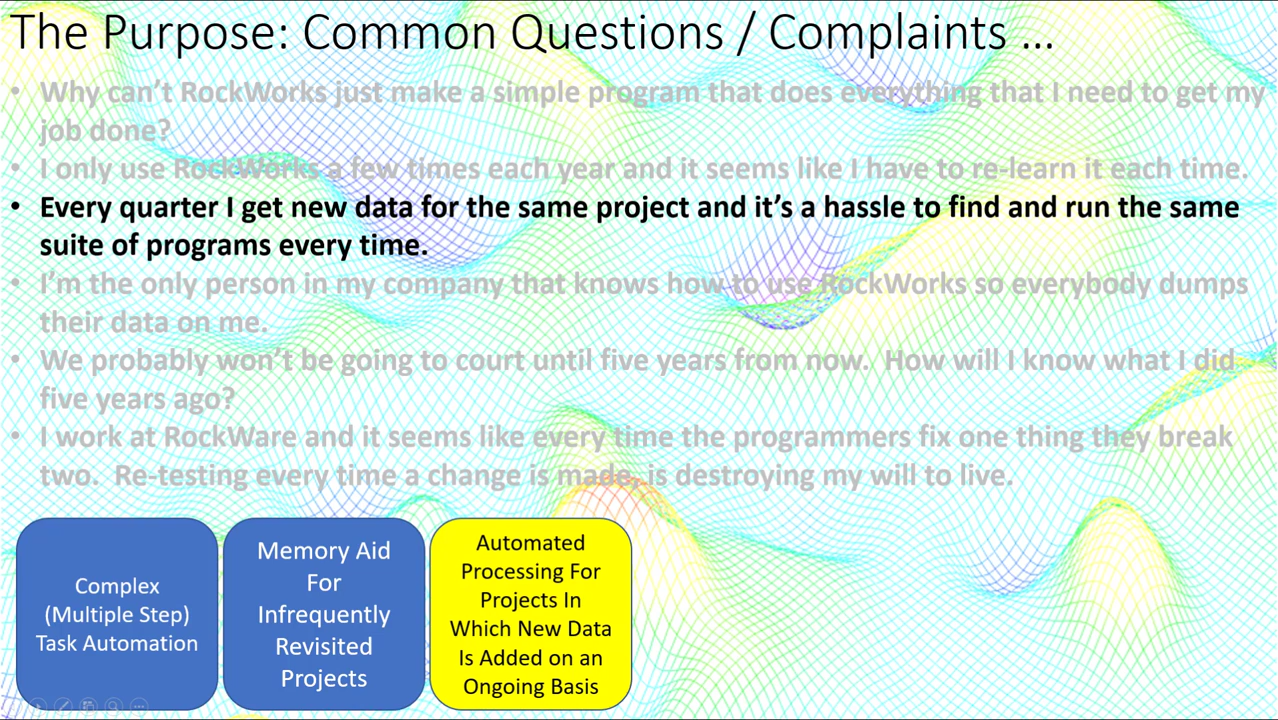 The Purpose: Common Questions / Complaints ...
• Why can’t RockWorks just make a simple program that does everything that I need to get my
job done?
• I only use RockWorks a few times each year and it seems like I have to re-learn it each time.
• Every quarter I get new data for the same project and it’s a hassle to find and run the same
suite of programs every time.
• I’m the only person in my company that knows how to use RockWorks so everybody dumps
their data on me.
• We probably won’t be going to court until five years from now.  How will I know what I did
five years ago?
• I work at RockWare and it seems like every time the programmers fix one thing they break
two.  Re-testing every time a change is made, is destroying my will to live.
Complex
(Multiple Step)
Task Automation
Memory Aid
For
Infrequently
Revisited
Projects
Automated
Processing For
Projects In
Which New Data
Is Added on an
Ongoing Basis